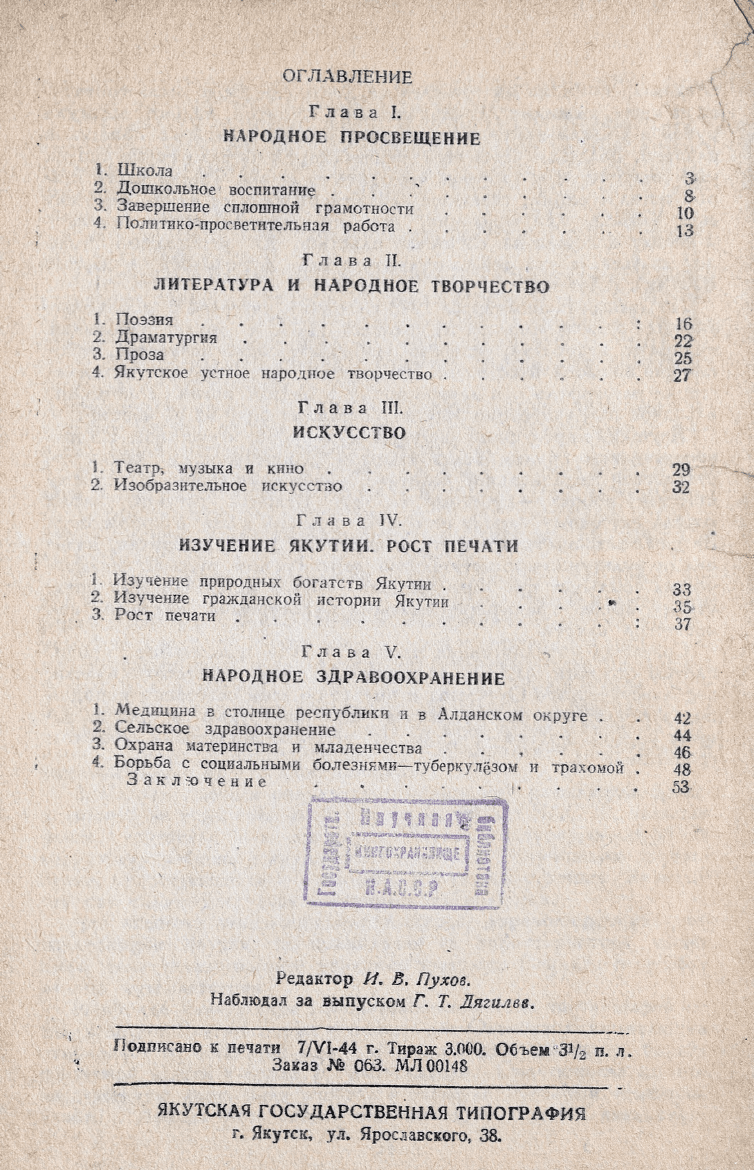 ОГЛАВЛЕНИЕ
Глава I.
НАРОДНОЕ ПРОСВЕЩЕНИЕ
1. Школа . . . . . . . . . . . 3
2. Дошкольное воспитание . . . . . . . . 8
3. Завершение сплошной грамотности . . . . . . 10
4. Политико-просветительная работа . . . . . . . 13
Глава II.
ЛИТЕРАТУРА И НАРОДНОЕ ТВОРЧЕСТВО
1. Поэзия . . . . . . . . . . . : 16
2. Драматургия . . . . . . . . . . . 22
3. Проза . . . . . . . . . . . . 25
4. Якутское устное народное творчество . . . . . . 27
Глава III.
ИСКУССТВО
1. Театр, музыка и кино . . . . . . . . . 29
2. Изобразительное искусство . . . . . . . . 32
Глава IV.
ИЗУЧЕНИЕ ЯКУТИИ. РОСТ ПЕЧАТИ
1. Изучение природных богатств Якутии . . . . . . 33
2. Изучение гражданской истории Якутии . . . . . 35
3. Рост печати . . . . . . . . . . : 37
Глава V.
НАРОДНОЕ ЗДРАВООХРАНЕНИЕ
1. Медицина в столице республики и в Алданском округе . . 42
2. Сельское здравоохранение . . . . . . . . 44
3. Охрана материнства и младенчества . . . . . . 46
4. Борьба с социальными болезнями—туберкулёзом и трахомой . 48
Заключение . . . . . . . . . 53
Государств.
Научная
библиотека
КНИГОХРАНИЛИЩЕ
Я.А.С.С.Р
Редактор И. В. Пухов.
Наблюдал за выпуском Г. Т. Дягилев.
Подписано к печати 7/VI-44 г. Тираж 3.000. Объем 3½ п. л.
Заказ № 063. МЛ 00148
ЯКУТСКАЯ ГОСУДАРСТВЕННАЯ ТИПОГРАФИЯ
г. Якутск, ул. Ярославского, 38.